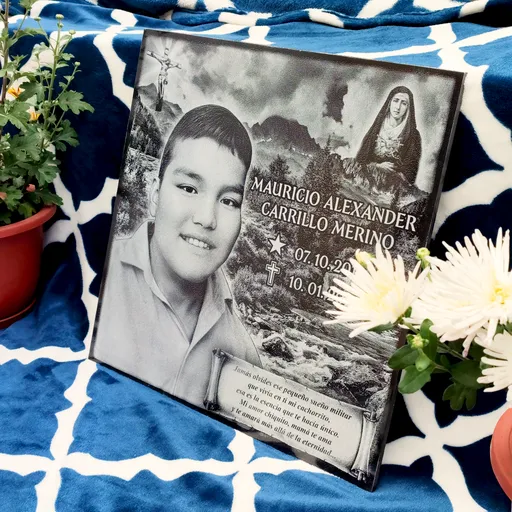 MAURICIO ALEXANDER
CARRILLO MERINO
07.10.20
10.01.
Jamás olvides ese pequeño sueño militar
que vivía en ti mi cachorrito,
esa es la esencia que te hacía único.
Mi amor chiquito, mamá te ama
y te amará más allá de la eternidad...